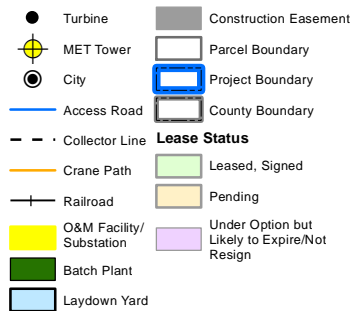 Turbine
MET Tower
City
Access Road
Collector Line
Crane Path
Railroad
O&M Facility/
Substation
Batch Plant
Laydown Yard
Construction Easement
Parcel Boundary
Project Boundary
County Boundary
Lease Status
Leased, Signed
Pending
Under Option but
Likely to Expire/Not
Resign